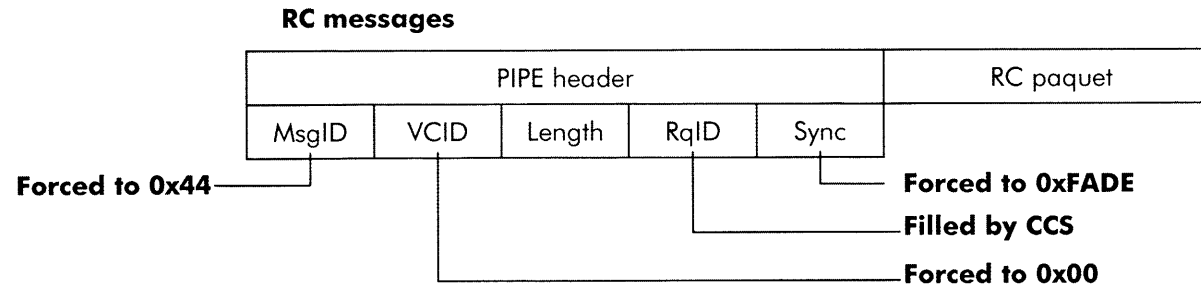 RC messages
PIPE header
RC paquet
MsgID
VCID
Length
RqID
Sync
Forced to 0x44
Forced to 0xFADE
Filled by CCS
Forced to 0x00